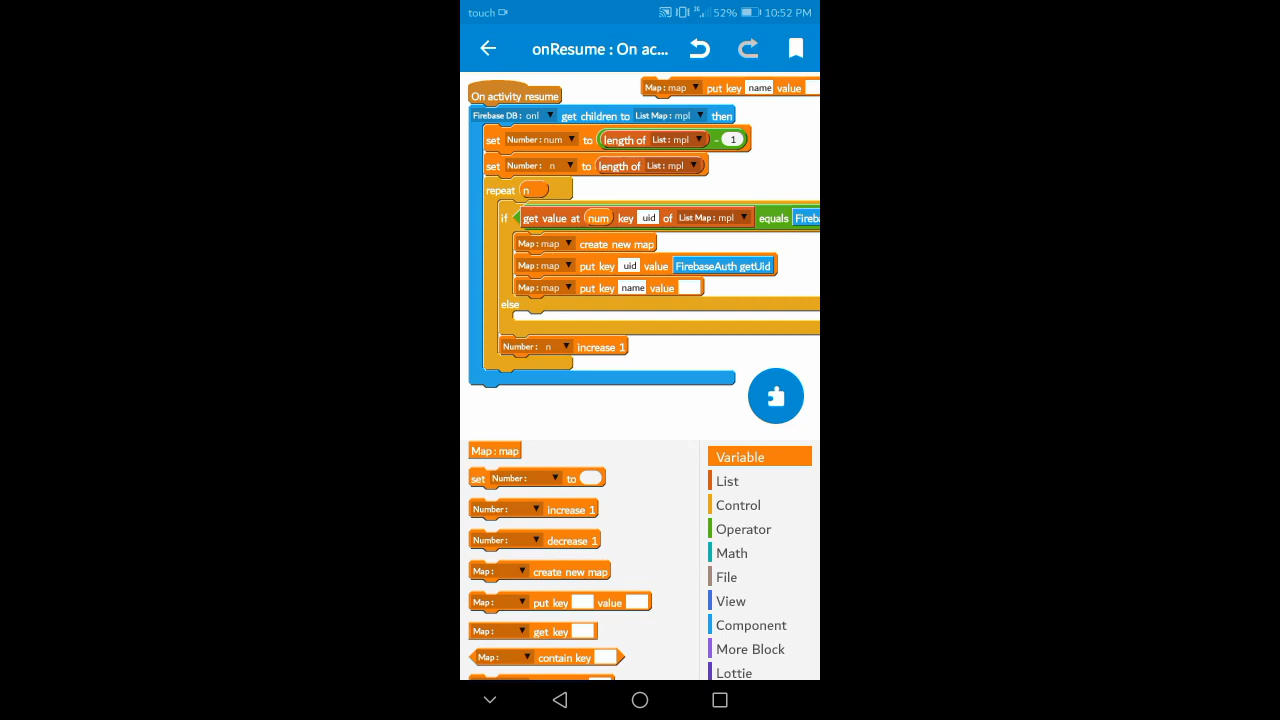 touch 52% 10:52 PM
onResume : On ac...
Map: map put key name value
On activity resume
Firebase DB: onl get children to List Map: mpl then
set Number: num to length of List: mpl - 1
set Number: n to length of List: mpl
repeat n
if get value at num key uid of List Map: mpl equals Fireb
Map: map create new map
Map: map put key uid value FirebaseAuth getUid
Map: map put key name value
else
Number: n increase 1
Map: map
set Number: to
Number: increase 1
Number: decrease 1
Map: create new map
Map: put key value
Map: get key
Map: contain key
Variable
List
Control
Operator
Math
File
View
Component
More Block
Lottie